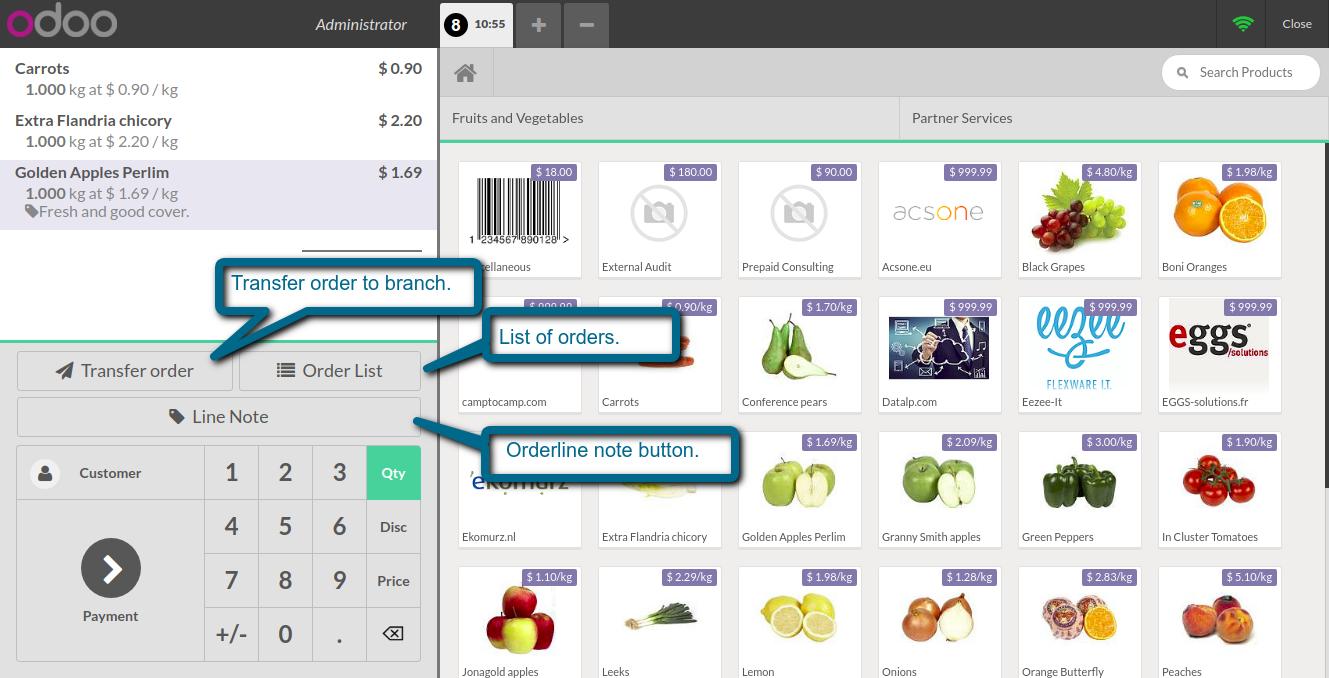 odoo
Administrator
8 10:55
Close
Search Products
Carrots $ 0.90
1.000 kg at $ 0.90 / kg
Extra Flandria chicory $ 2.20
1.000 kg at $ 2.20 / kg
Golden Apples Perlim $ 1.69
1.000 kg at $ 1.69 / kg
Fresh and good cover.
Transfer order to branch.
List of orders.
Transfer order
Order List
Line Note
Orderline note button.
Customer
1 2 3 Qty
4 5 6 Disc
7 8 9 Price
+/- 0 .
Payment
Fruits and Vegetables
Partner Services
$ 18.00 $ 180.00 $ 90.00 $ 999.99 $ 4.80/kg $ 1.98/kg
1 234567 890128 >
acsone
ellaneous External Audit Prepaid Consulting Acsone.eu Black Grapes Boni Oranges
0.90/kg $ 1.70/kg $ 999.99 $ 999.99 $ 999.99
eezee
FLEXWARE I.T.
eggs
/solutions
camptocamp.com Carrots Conference pears Datalp.com Eezee-It EGGS-solutions.fr
$ 1.69/kg $ 2.09/kg $ 3.00/kg $ 1.90/kg
ekomurz
Ekomurz.nl Extra Flandria chicory Golden Apples Perlim Granny Smith apples Green Peppers In Cluster Tomatoes
$ 1.10/kg $ 2.29/kg $ 1.98/kg $ 1.28/kg $ 2.83/kg $ 5.10/kg
Jonagold apples Leeks Lemon Onions Orange Butterfly Peaches